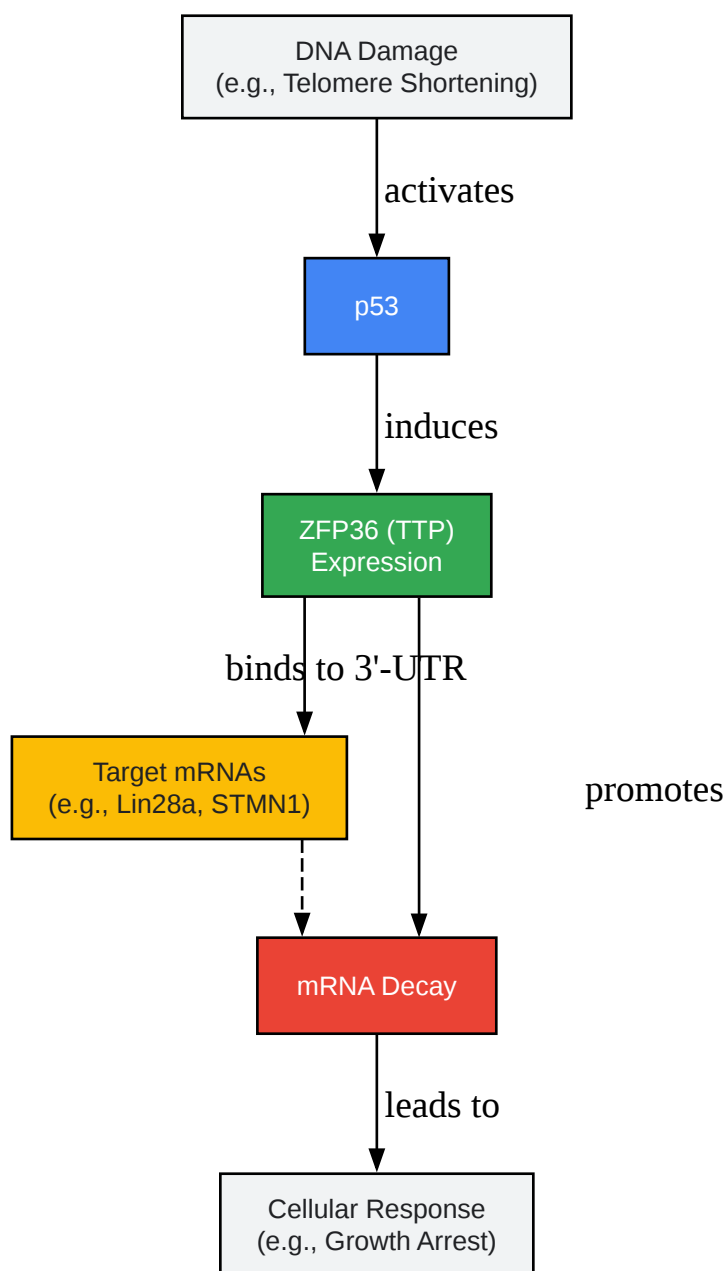 DNA Damage
(e.g., Telomere Shortening)
activates
p53
induces
ZFP36 (TTP)
Expression
binds to 3'-UTR
Target mRNAs
(e.g., Lin28a, STMN1)
promotes
mRNA Decay
leads to
Cellular Response
(e.g., Growth Arrest)